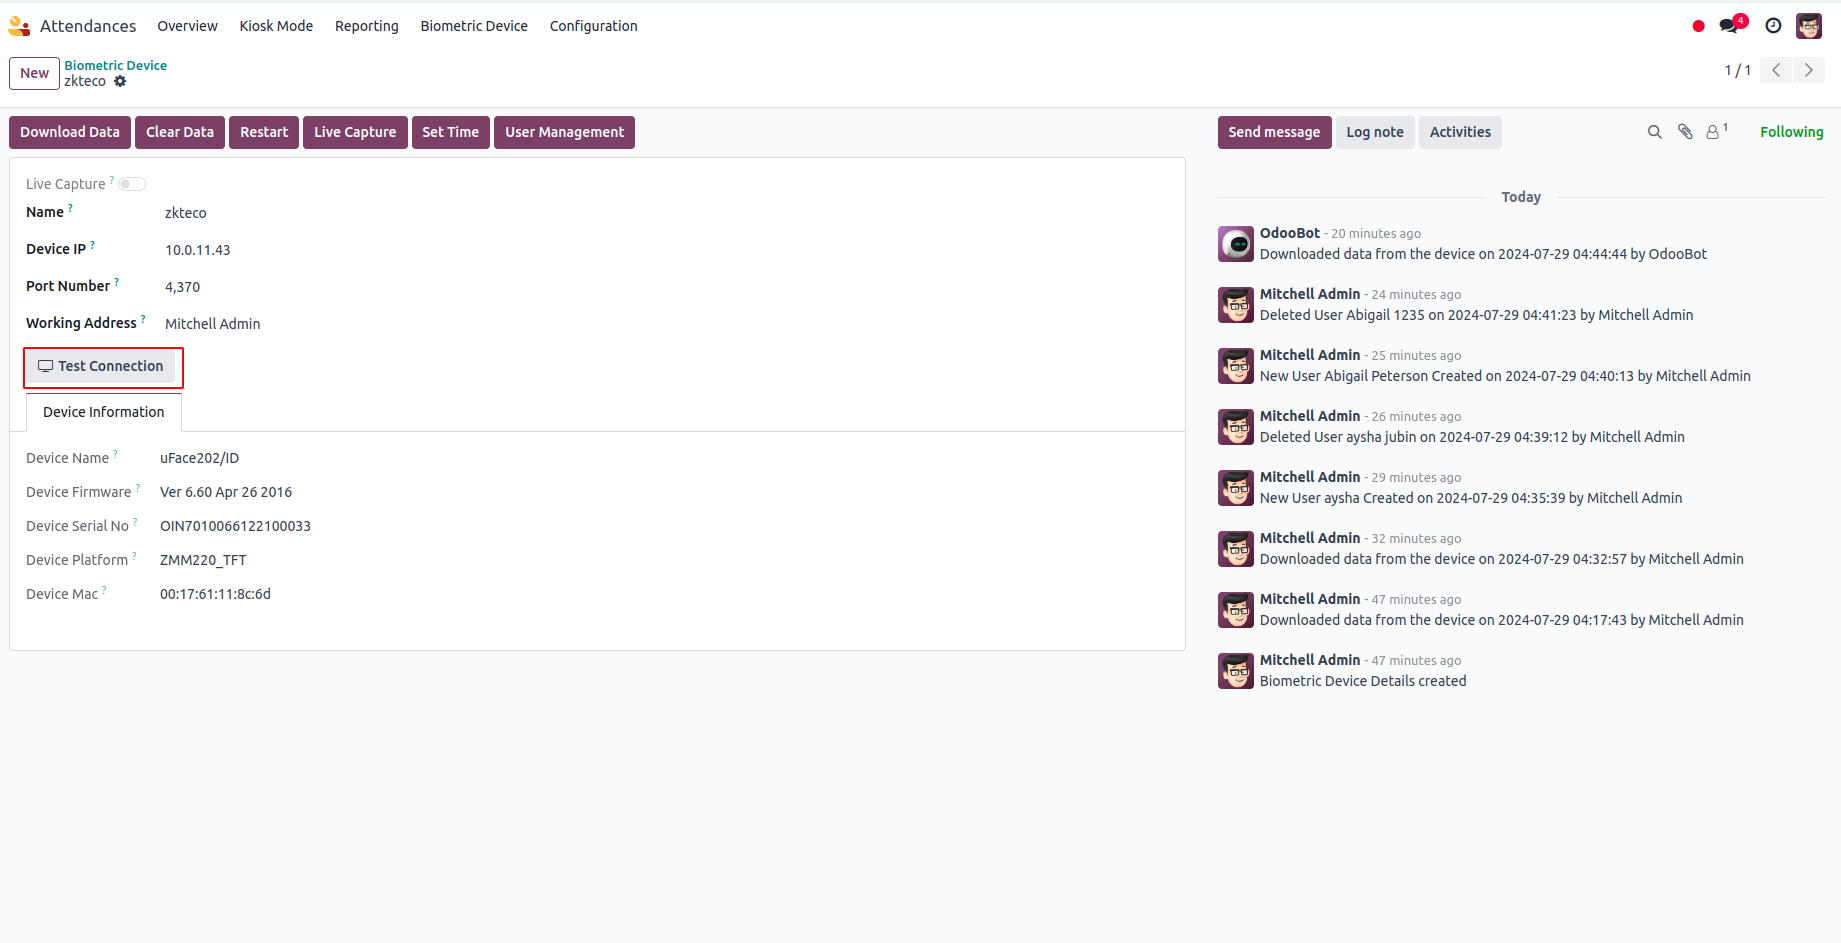 Attendances Overview Kiosk Mode Reporting Biometric Device Configuration 4
New Biometric Device
zkteco
1 / 1
Download Data Clear Data Restart Live Capture Set Time User Management
Send message Log note Activities 1 Following
Live Capture ?
Name ? zkteco
Device IP ? 10.0.11.43
Port Number ? 4,370
Working Address ? Mitchell Admin
Test Connection
Device Information
Device Name ? uFace202/ID
Device Firmware ? Ver 6.60 Apr 26 2016
Device Serial No ? OIN7010066122100033
Device Platform ? ZMM220_TFT
Device Mac ? 00:17:61:11:8c:6d
Today
OdooBot - 20 minutes ago
Downloaded data from the device on 2024-07-29 04:44:44 by OdooBot
Mitchell Admin - 24 minutes ago
Deleted User Abigail 1235 on 2024-07-29 04:41:23 by Mitchell Admin
Mitchell Admin - 25 minutes ago
New User Abigail Peterson Created on 2024-07-29 04:40:13 by Mitchell Admin
Mitchell Admin - 26 minutes ago
Deleted User aysha jubin on 2024-07-29 04:39:12 by Mitchell Admin
Mitchell Admin - 29 minutes ago
New User aysha Created on 2024-07-29 04:35:39 by Mitchell Admin
Mitchell Admin - 32 minutes ago
Downloaded data from the device on 2024-07-29 04:32:57 by Mitchell Admin
Mitchell Admin - 47 minutes ago
Downloaded data from the device on 2024-07-29 04:17:43 by Mitchell Admin
Mitchell Admin - 47 minutes ago
Biometric Device Details created